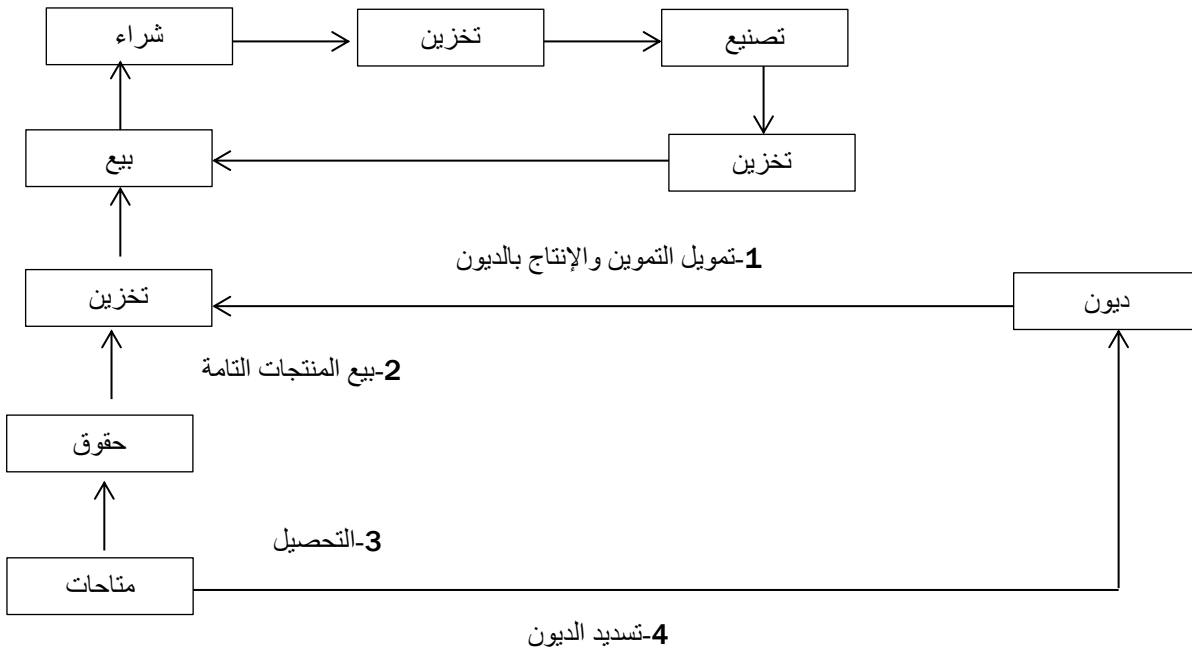 شراء
تخزين
تصنيع
بيع
تخزين
1-تمويل التموين والإنتاج بالديون
تخزين
ديون
2-بيع المنتجات التامة
حقوق
3-التحصيل
متاحات
4-تسديد الديون